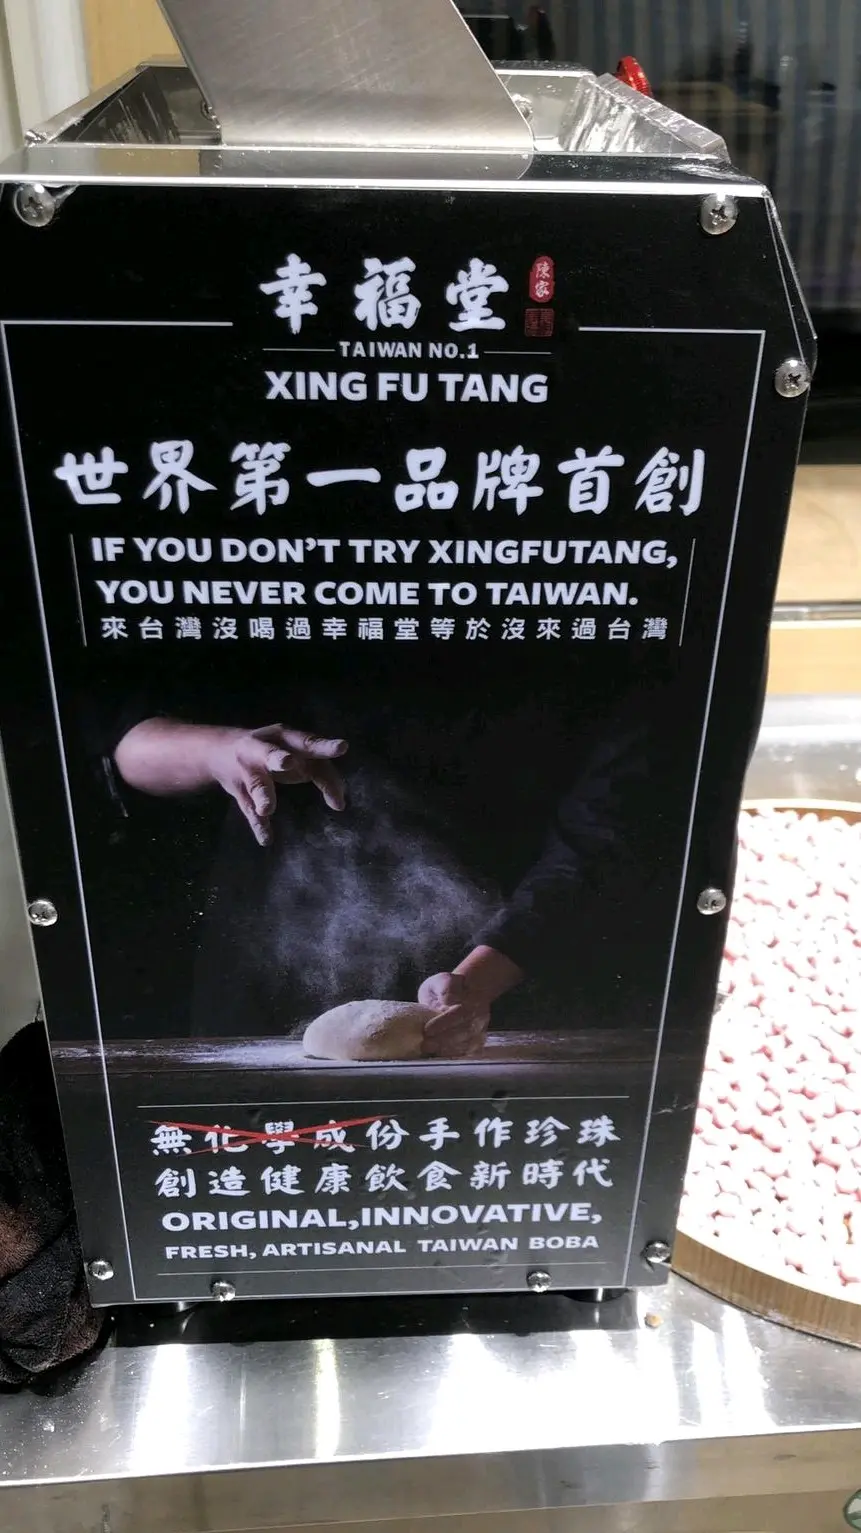 幸福堂 陳家
TAIWAN NO.1
XING FU TANG
世界第一品牌首創
IF YOU DON'T TRY XINGFUTANG,
YOU NEVER COME TO TAIWAN.
來台灣沒喝過幸福堂等於沒來過台灣
無化學成份手作珍珠
創造健康飲食新時代
ORIGINAL,INNOVATIVE,
FRESH, ARTISANAL TAIWAN BOBA